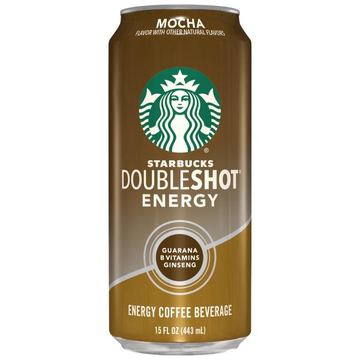 MOCHA
FLAVOR WITH OTHER NATURAL FLAVORS
®
STARBUCKS
DOUBLESHOT®
ENERGY
GUARANA
B VITAMINS
GINSENG
ENERGY COFFEE BEVERAGE
15 FL OZ (443 mL)